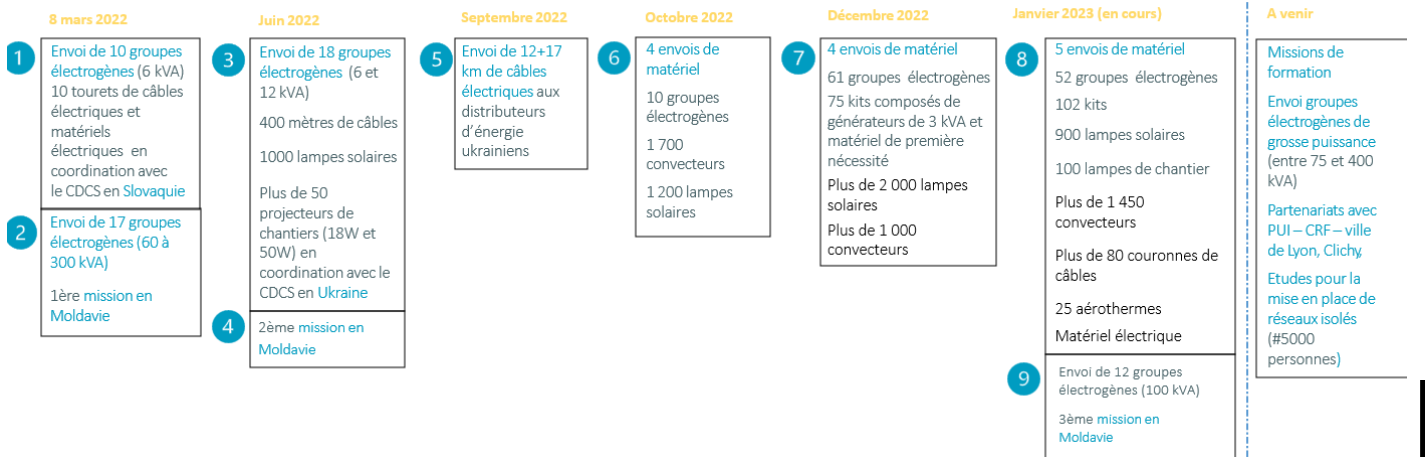 8 mars 2022
1
Envoi de 10 groupes
électrogènes (6 kVA)
10 tourets de câbles
électriques et
matériels
électriques en
coordination avec
le CDCS en Slovaquie
2
Envoi de 17 groupes
électrogènes (60 à
300 kVA)
1ère mission en
Moldavie
Juin 2022
3
Envoi de 18 groupes
électrogènes (6 et
12 kVA)
400 mètres de câbles
1000 lampes solaires
Plus de 50
projecteurs de
chantiers (18W et
50W) en
coordination avec le
CDCS en Ukraine
4
2ème mission en
Moldavie
Septembre 2022
5
Envoi de 12+17
km de câbles
électriques aux
distributeurs
d'énergie
ukrainiens
Octobre 2022
6
4 envois de
matériel
10 groupes
électrogènes
1 700
convecteurs
1 200 lampes
solaires
Décembre 2022
7
4 envois de matériel
61 groupes électrogènes
75 kits composés de
générateurs de 3 kVA et
matériel de première
nécessité
Plus de 2 000 lampes
solaires
Plus de 1 000
convecteurs
Janvier 2023 (en cours)
8
5 envois de matériel
52 groupes électrogènes
102 kits
900 lampes solaires
100 lampes de chantier
Plus de 1 450
convecteurs
Plus de 80 couronnes de
câbles
25 aérothermes
Matériel électrique
9
Envoi de 12 groupes
électrogènes (100 kVA)
3ème mission en
Moldavie
A venir
Missions de
formation
Envoi groupes
électrogènes de
grosse puissance
(entre 75 et 400
kVA)
Partenariats avec
PUI – CRF – ville
de Lyon, Clichy,
Etudes pour la
mise en place de
réseaux isolés
(#5000
personnes)